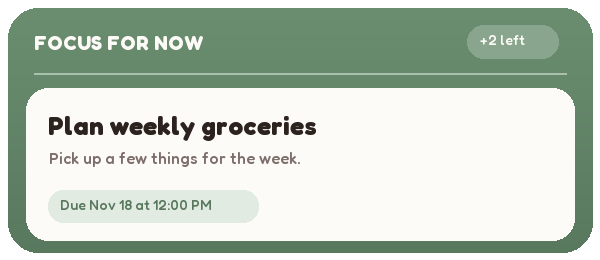 FOCUS FOR NOW
+2 left
Plan weekly groceries
Pick up a few things for the week.
Due Nov 18 at 12:00 PM